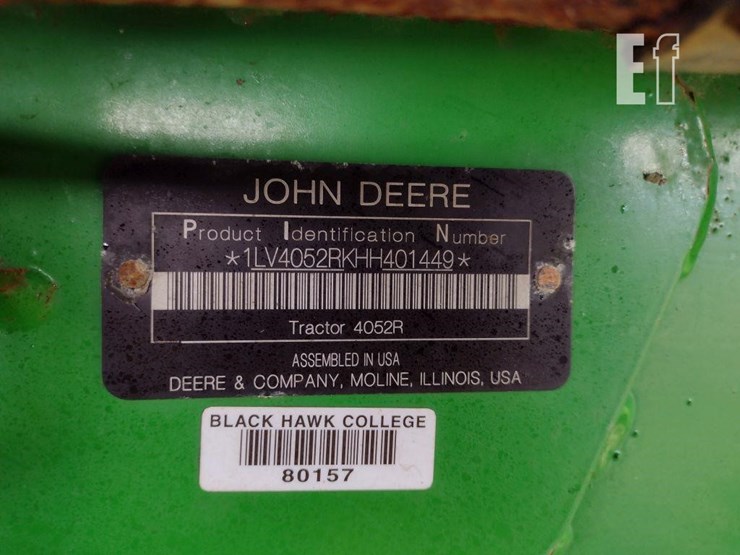 Ef
JOHN DEERE
Product Identification Number
*1LV4052RKHH401449*
Tractor 4052R
ASSEMBLED IN USA
DEERE & COMPANY, MOLINE, ILLINOIS, USA
BLACK HAWK COLLEGE
80157